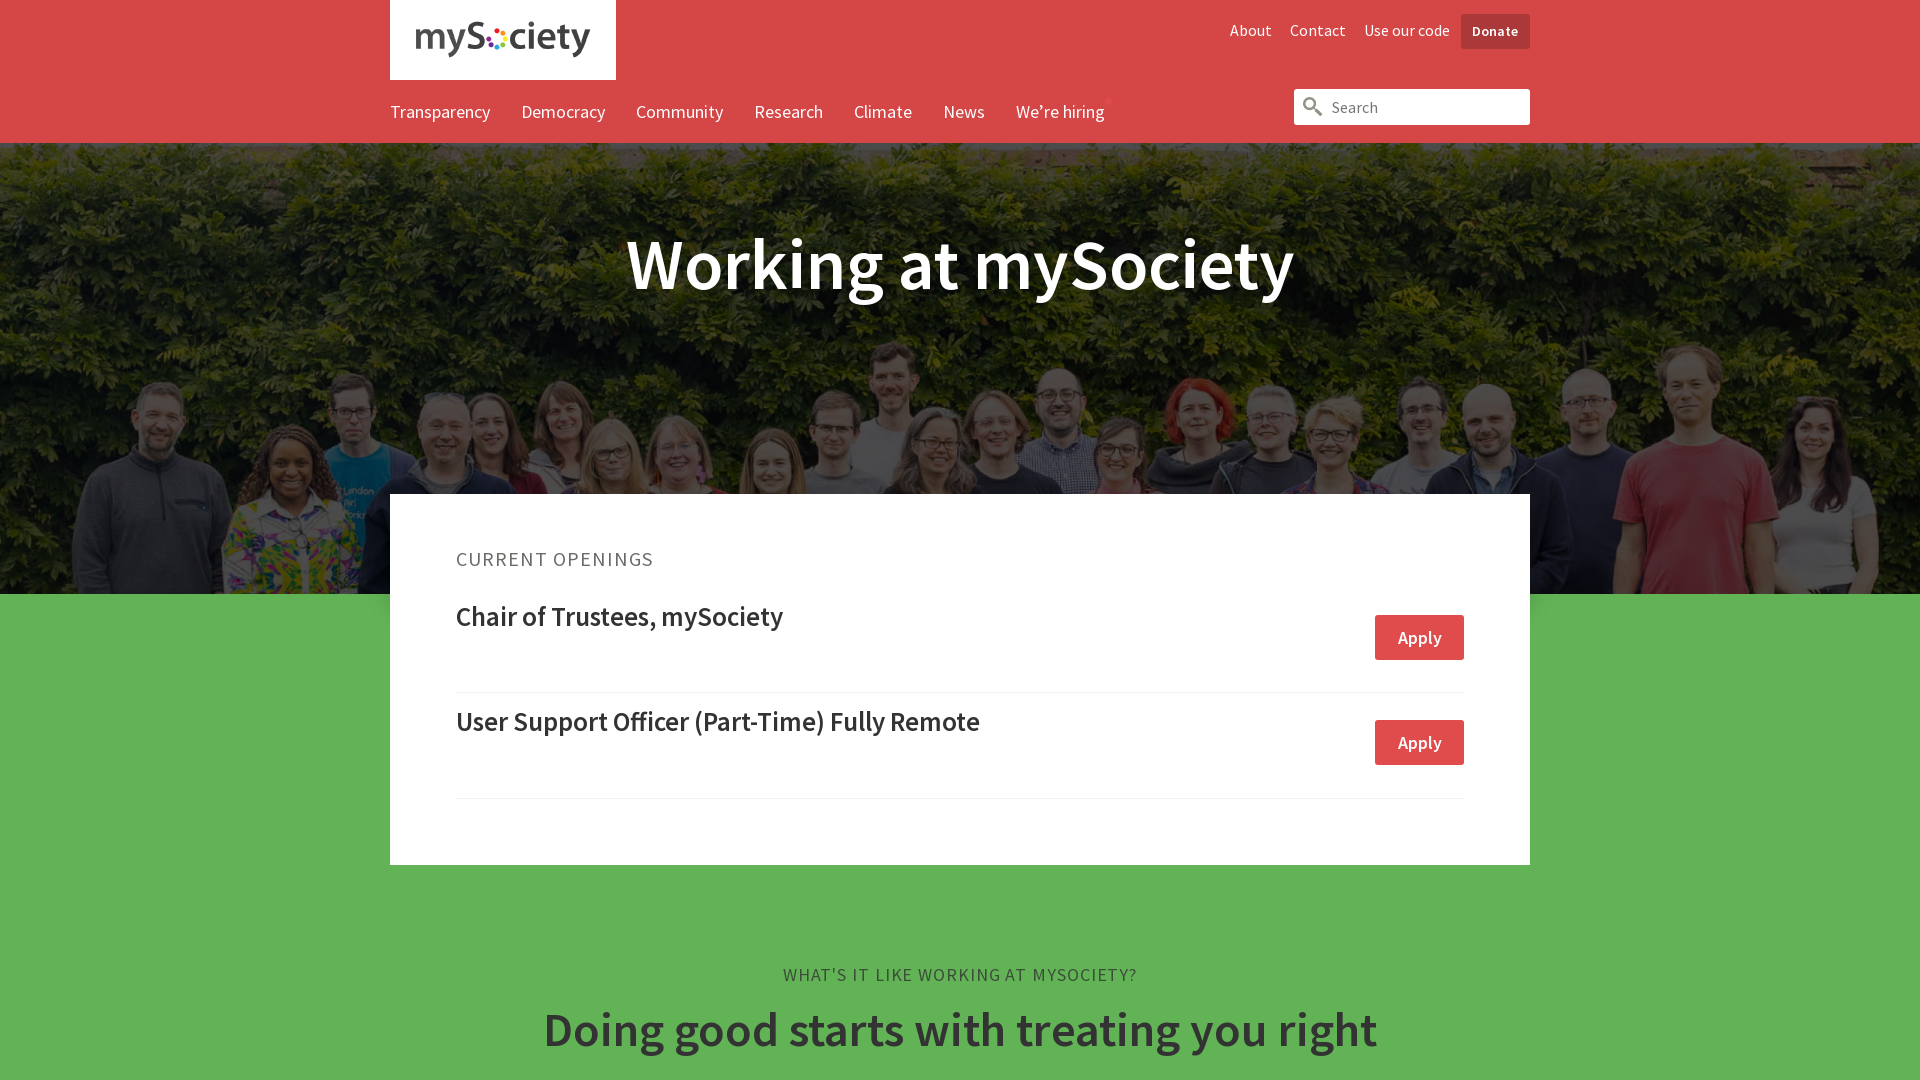 mySociety
About
Contact
Use our code
Donate
Transparency
Democracy
Community
Research
Climate
News
We’re hiring
Search
Working at mySociety
CURRENT OPENINGS
Chair of Trustees, mySociety
Apply
User Support Officer (Part-Time) Fully Remote
Apply
WHAT'S IT LIKE WORKING AT MYSOCIETY?
Doing good starts with treating you right